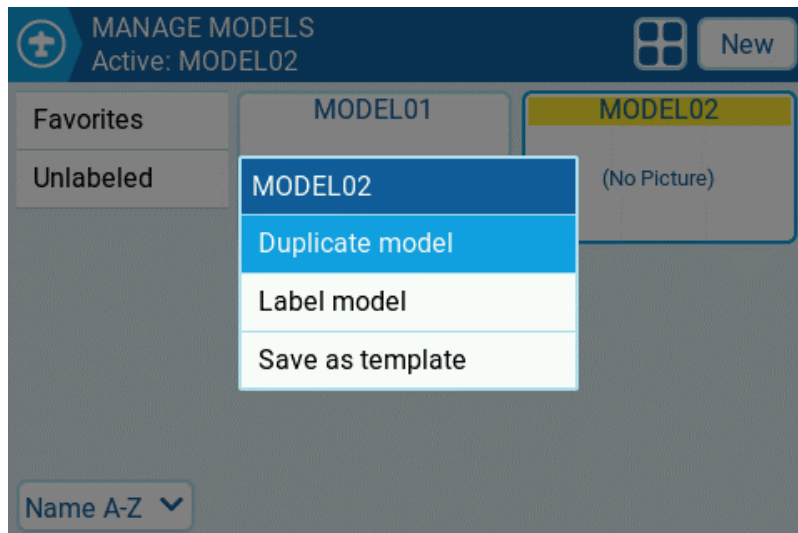 MANAGE MODELS
Active: MODEL02
New
Favorites
Unlabeled
MODEL01
MODEL02
(No Picture)
MODEL02
Duplicate model
Label model
Save as template
Name A-Z